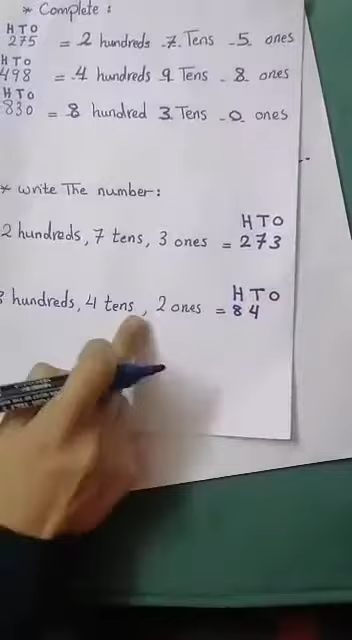 * Complete :
H T O
275 = 2 hundreds 7 Tens 5 ones
H T O
498 = 4 hundreds 9 Tens 8 ones
H T O
830 = 8 hundred 3 Tens 0 ones
* Write The number :
H T O
2 hundreds, 7 tens, 3 ones = 273
H T O
8 hundreds, 4 tens, 2 ones = 84